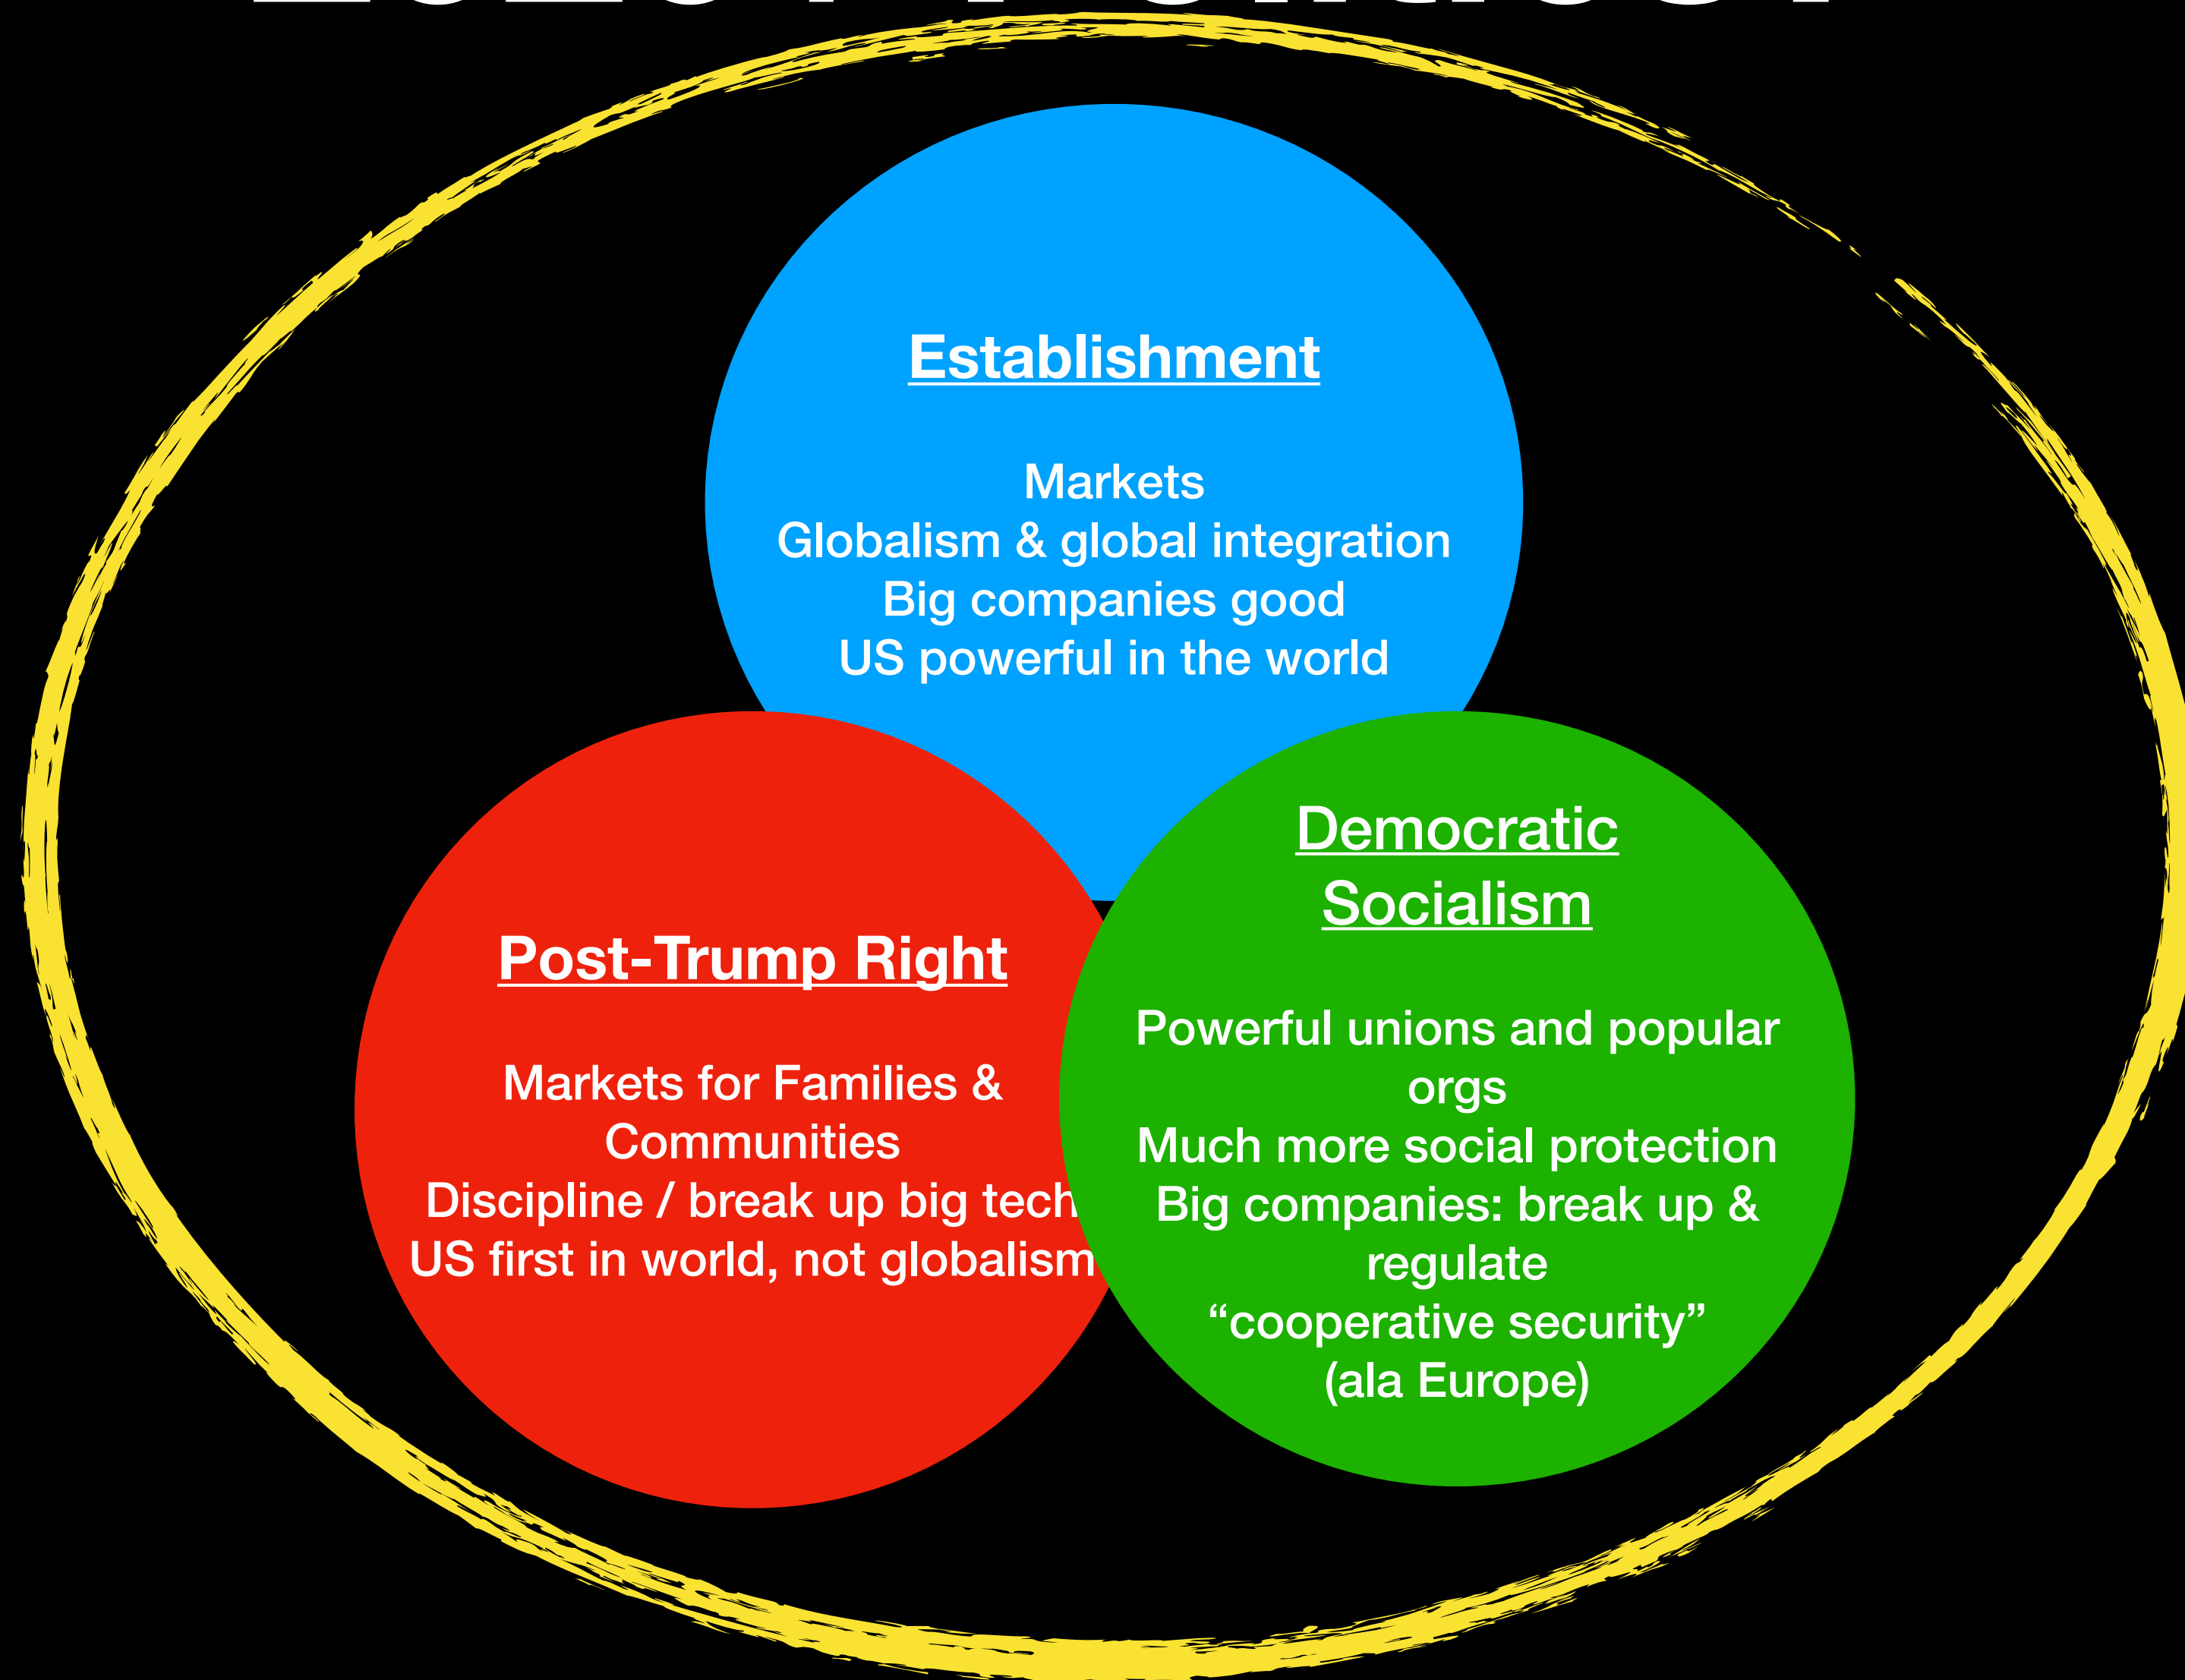 Establishment
Markets
Globalism & global integration
Big companies good
US powerful in the world
Post-Trump Right
Markets for Families &
Communities
Discipline / break up big tech
US first in world, not globalism
Democratic
Socialism
Powerful unions and popular
orgs
Much more social protection
Big companies: break up &
regulate
“cooperative security”
(ala Europe)